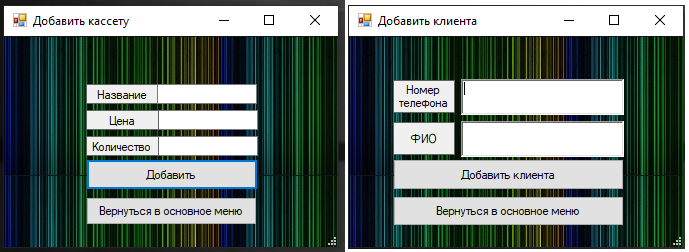 Добавить кассету
Название
Цена
Количество
Добавить
Вернуться в основное меню
Добавить клиента
Номер
телефона
ФИО
Добавить клиента
Вернуться в основное меню